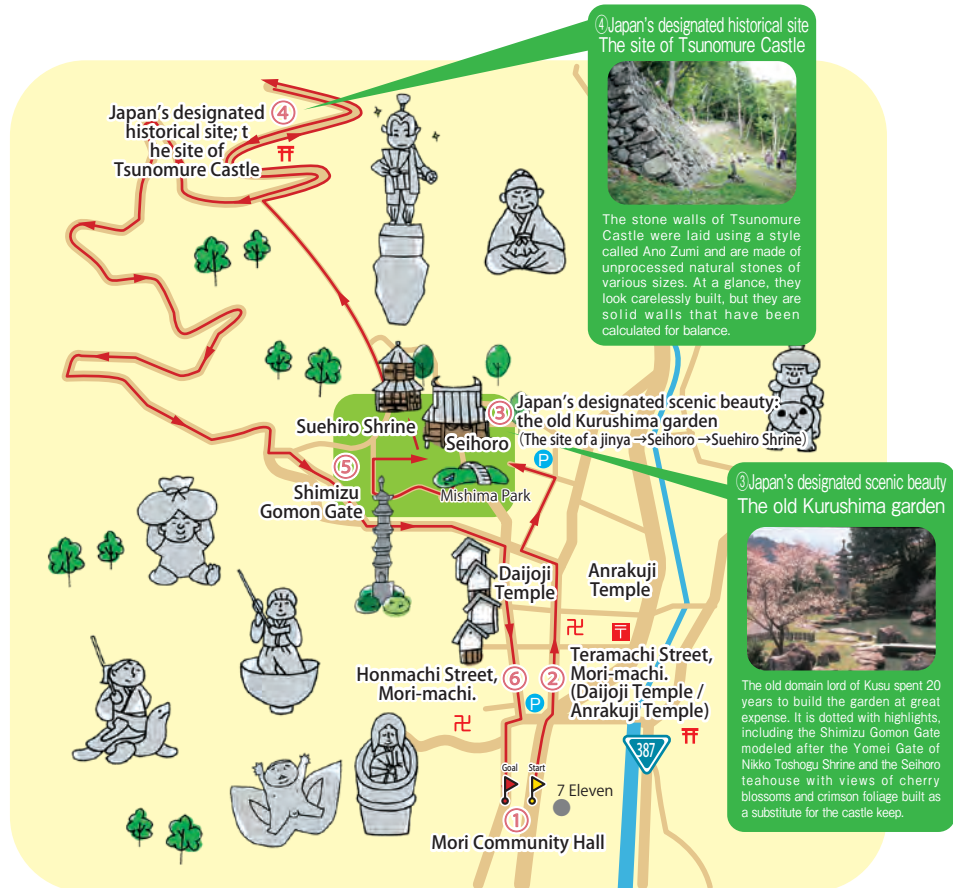 ④Japan's designated historical site
The site of Tsunomure Castle
The stone walls of Tsunomure
Castle were laid using a style
called Ano Zumi and are made of
unprocessed natural stones of
various sizes. At a glance, they
look carelessly built, but they are
solid walls that have been
calculated for balance.
Japan's designated ④
historical site; t
he site of
Tsunomure Castle
③ Japan's designated scenic beauty:
the old Kurushima garden
(The site of a jinya →Seihoro →Suehiro Shrine)
Suehiro Shrine
Seihoro
P
⑤
Shimizu
Gomon Gate
Mishima Park
③Japan's designated scenic beauty
The old Kurushima garden
The old domain lord of Kusu spent 20
years to build the garden at great
expense. It is dotted with highlights,
including the Shimizu Gomon Gate
modeled after the Yomei Gate of
Nikko Toshogu Shrine and the Seihoro
teahouse with views of cherry
blossoms and crimson foliage built as
a substitute for the castle keep.
Daijoji
Temple
Anrakuji
Temple
Honmachi Street,
Mori-machi.
⑥
②
Teramachi Street,
Mori-machi.
(Daijoji Temple /
Anrakuji Temple)
P
387
Goal
Start
7 Eleven
①
Mori Community Hall